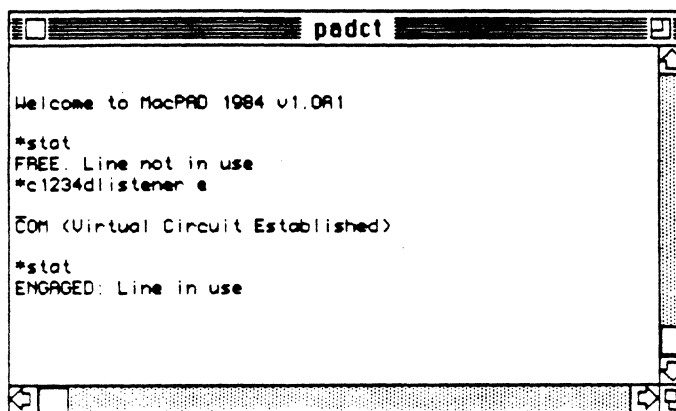 padct
Welcome to MacPAD 1984 v1.0A1
*stat
FREE. Line not in use
*c1234dlistener e
COM (Virtual Circuit Established)
*stat
ENGAGED: Line in use